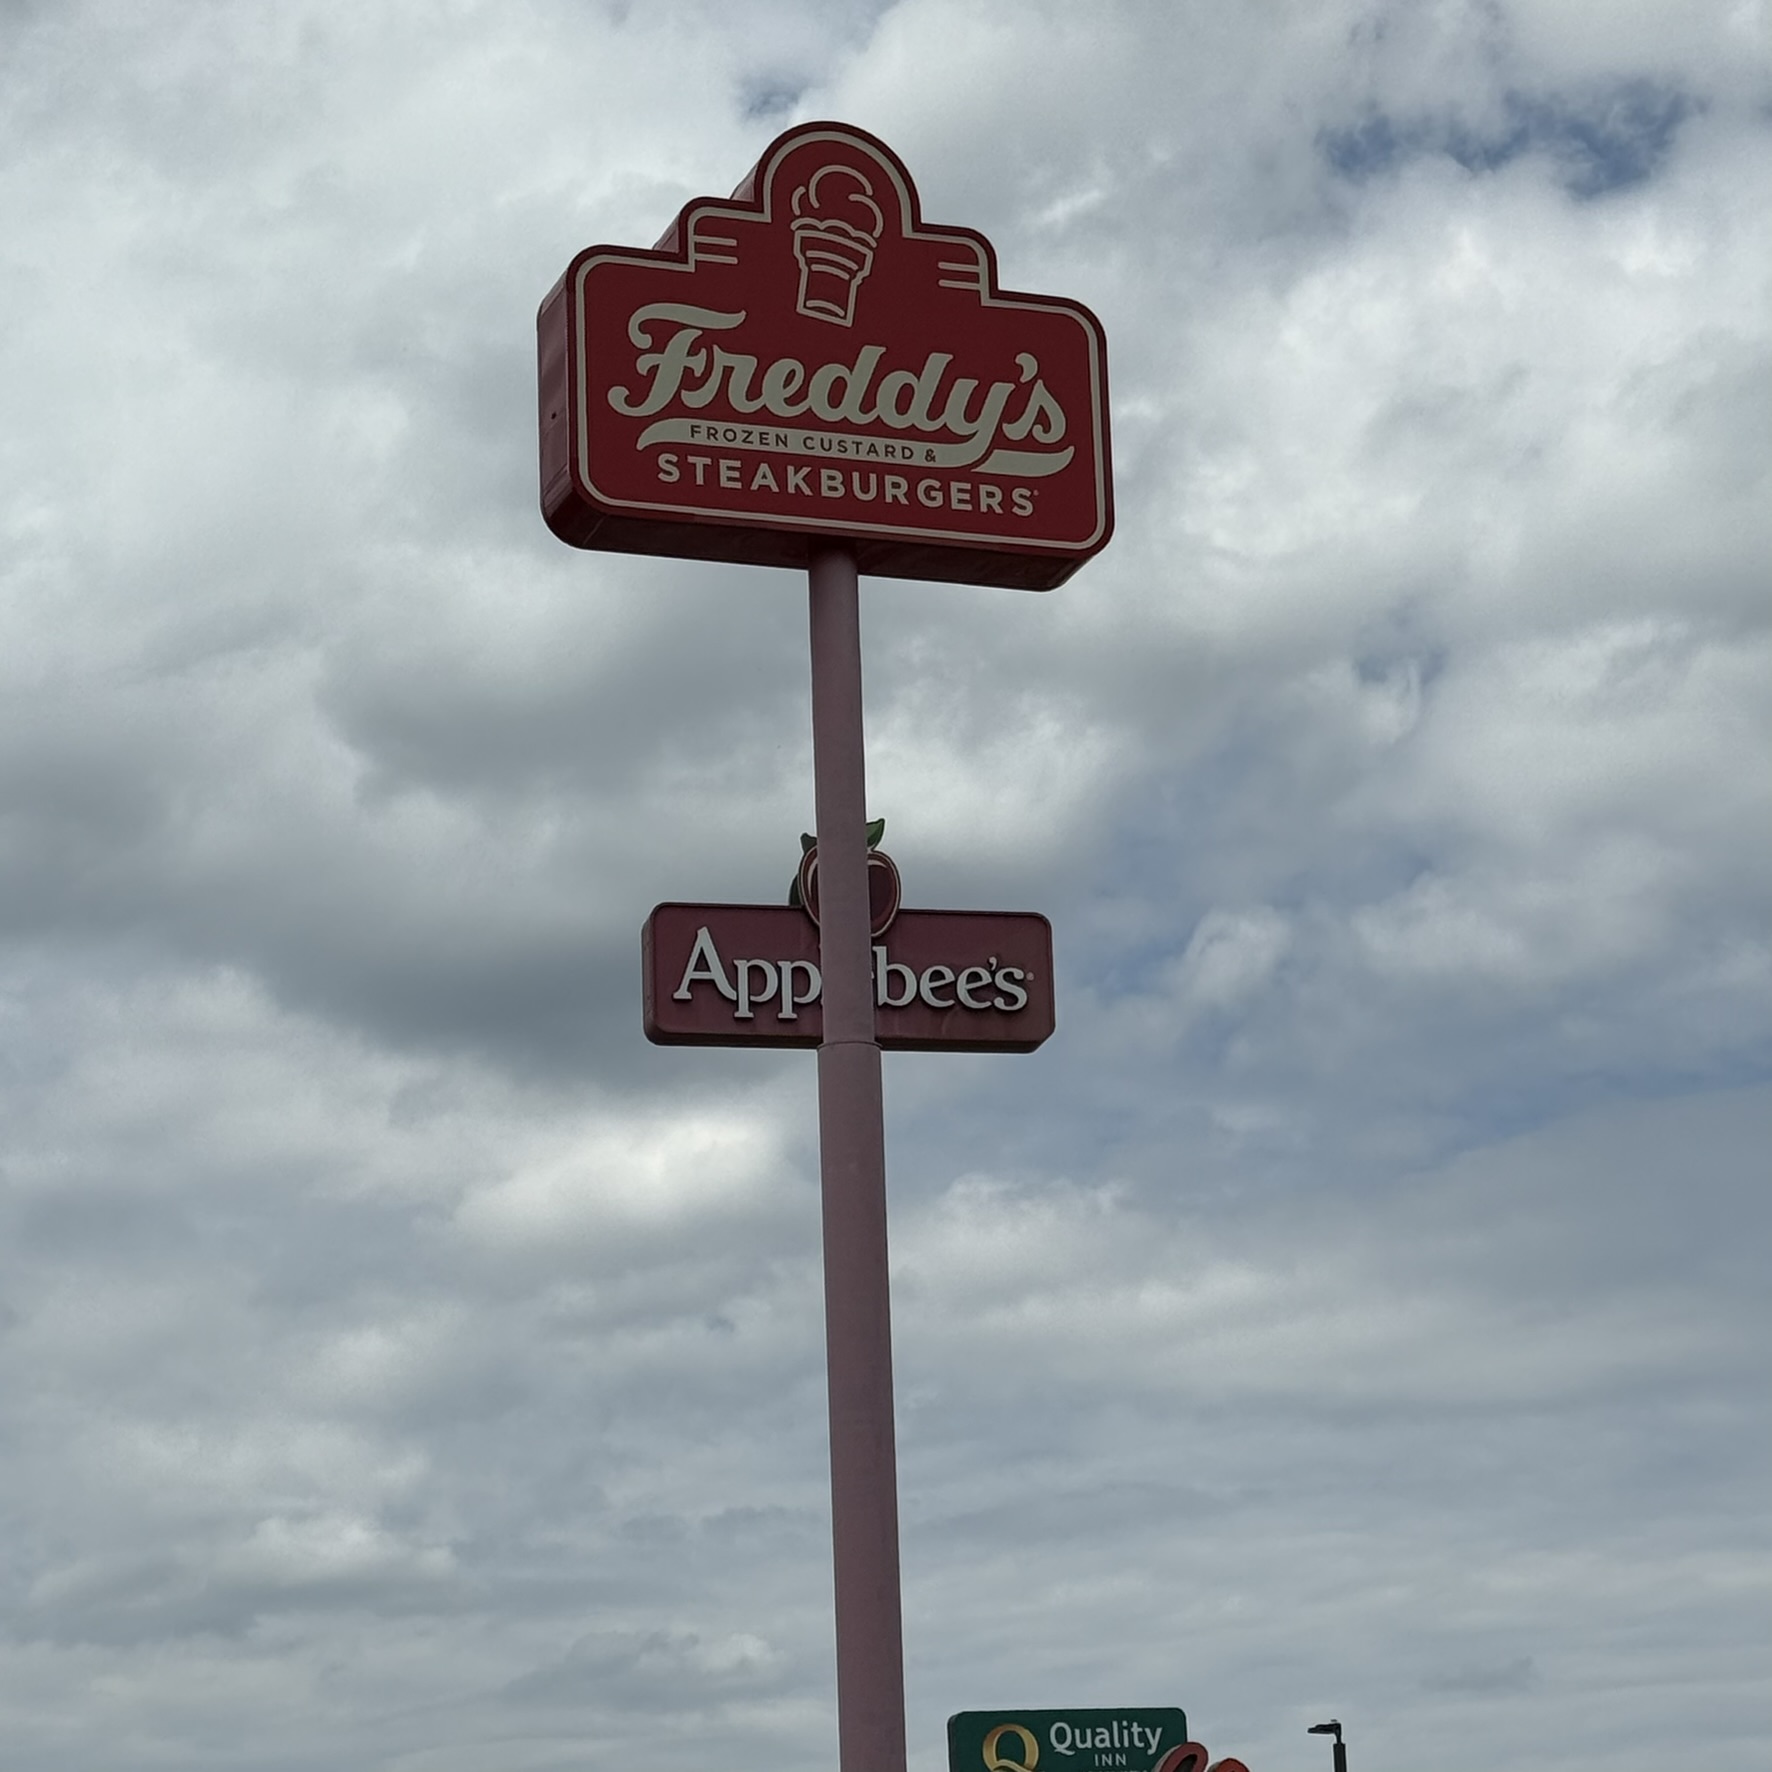 Freddy's
FROZEN CUSTARD &
STEAKBURGERS
App bee's
Quality
INN